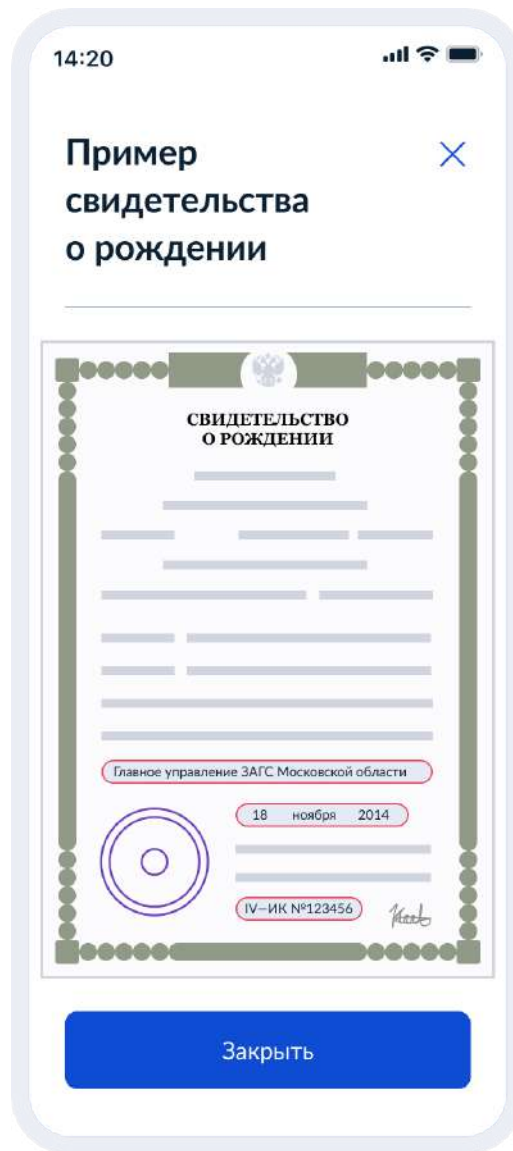 14:20
Пример
свидетельства
о рождении
СВИДЕТЕЛЬСТВО
О РОЖДЕНИИ
Главное управление ЗАГС Московской области
18 ноября 2014
IV–ИК №123456
Закрыть